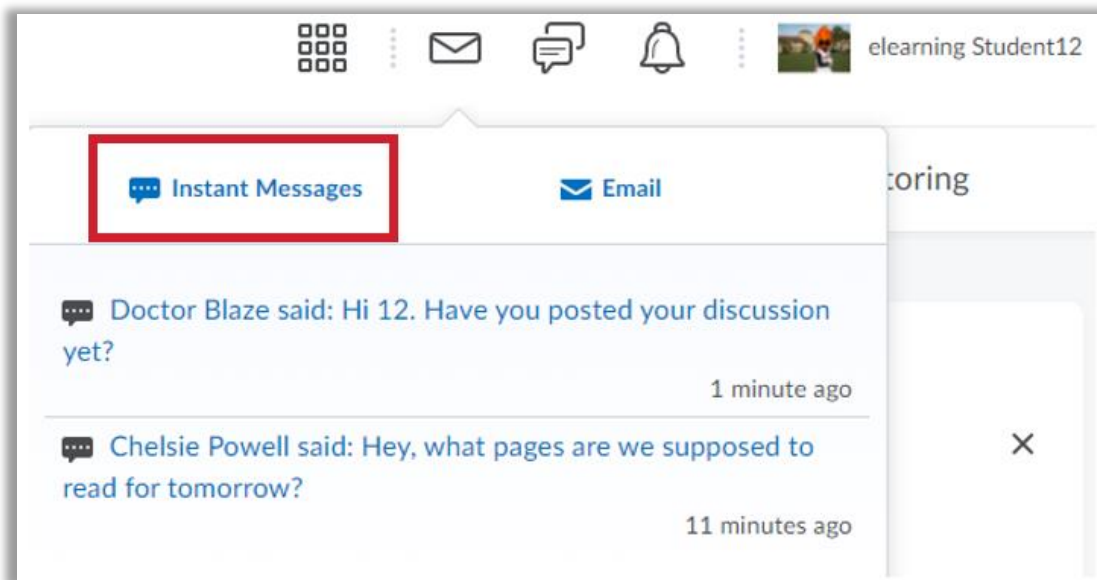 elearning Student12
Instant Messages
Email
toring
Doctor Blaze said: Hi 12. Have you posted your discussion
yet?
1 minute ago
Chelsie Powell said: Hey, what pages are we supposed to
read for tomorrow?
11 minutes ago